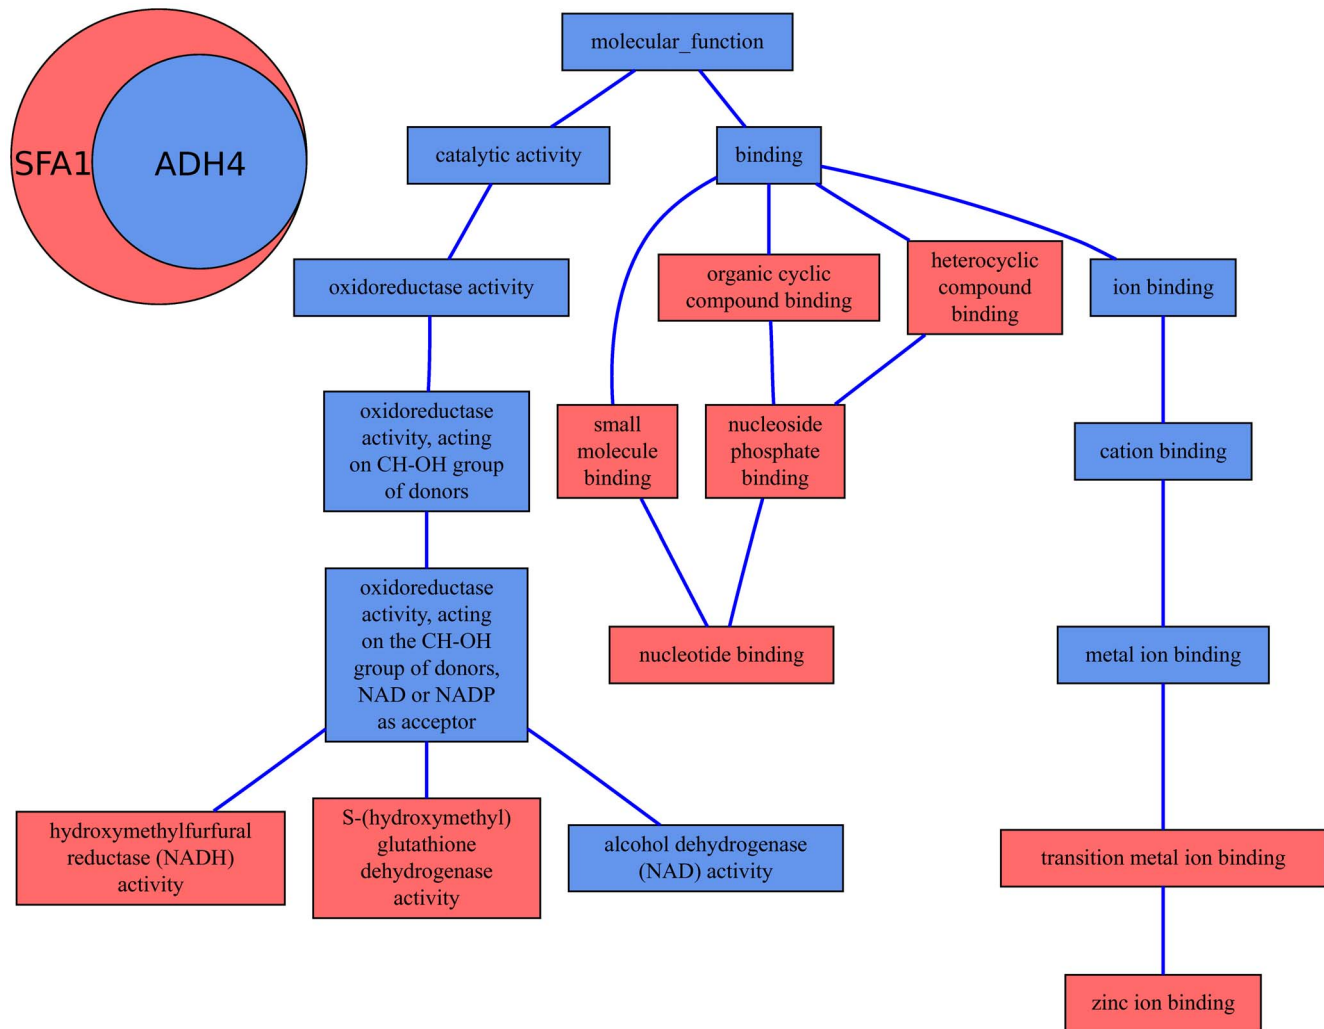 SFA1
ADH4
molecular_function
catalytic activity
binding
oxidoreductase activity
organic cyclic
compound binding
heterocyclic
compound
binding
ion binding
oxidoreductase
activity, acting
on CH-OH group
of donors
small
molecule
binding
nucleoside
phosphate
binding
cation binding
oxidoreductase
activity, acting
on the CH-OH
group of donors,
NAD or NADP
as acceptor
nucleotide binding
metal ion binding
hydroxymethylfurfural
reductase (NADH)
activity
S-(hydroxymethyl)
glutathione
dehydrogenase
activity
alcohol dehydrogenase
(NAD) activity
transition metal ion binding
zinc ion binding